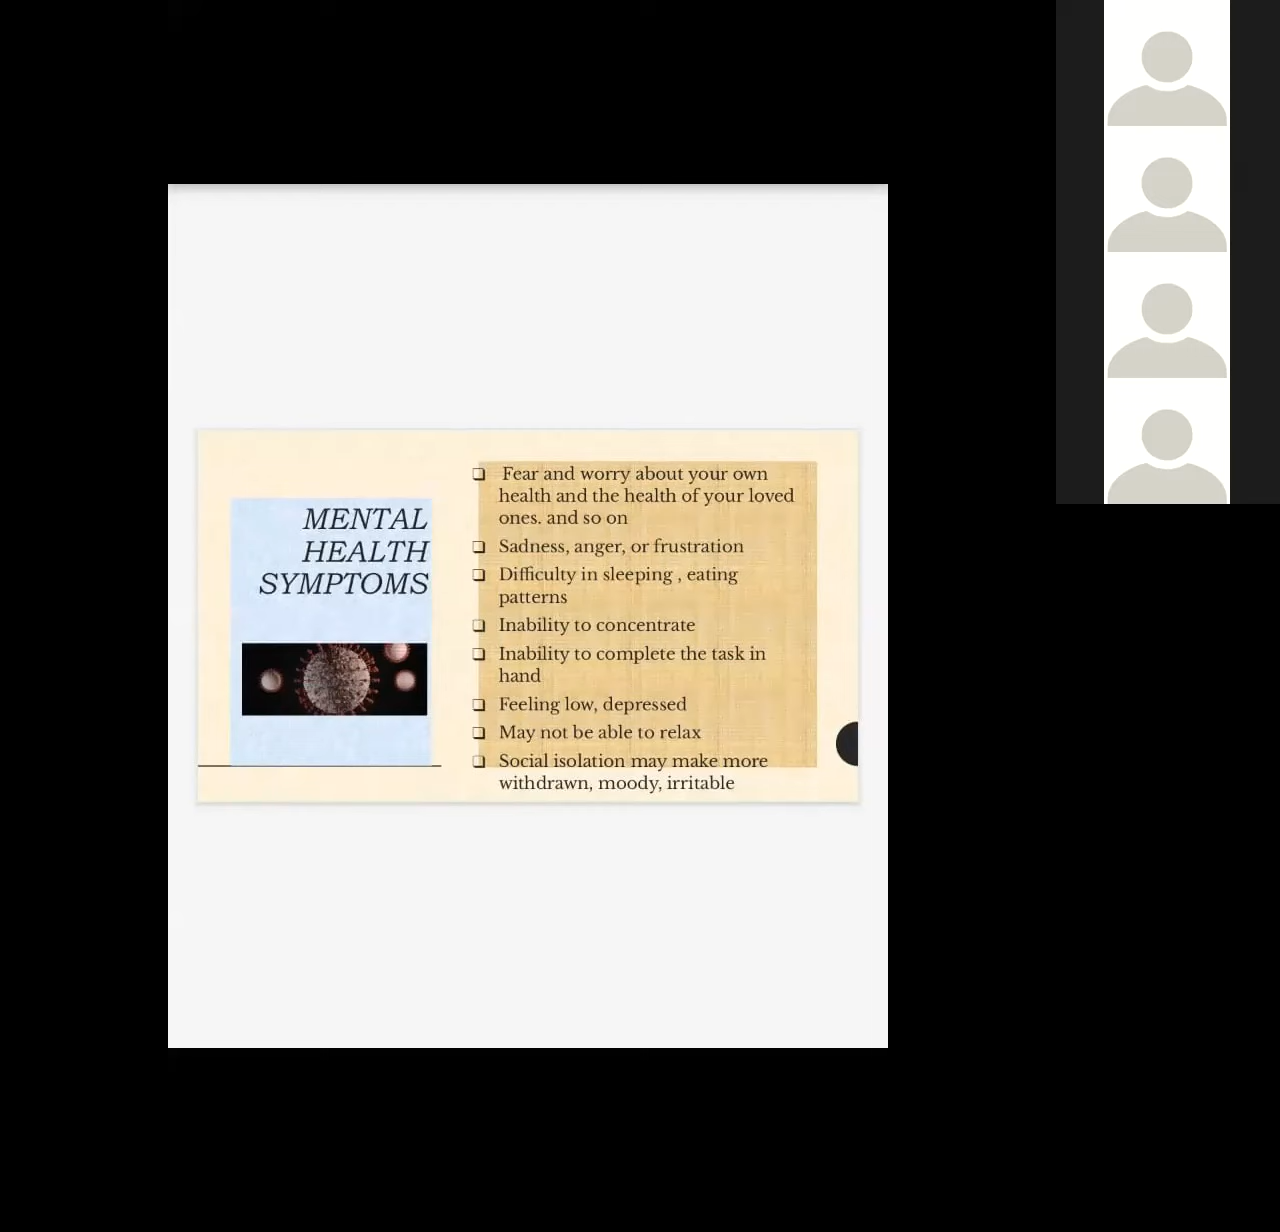 MENTAL
HEALTH
SYMPTOMS
❑ Fear and worry about your own
health and the health of your loved
ones. and so on
❑ Sadness, anger, or frustration
❑ Difficulty in sleeping , eating
patterns
❑ Inability to concentrate
❑ Inability to complete the task in
hand
❑ Feeling low, depressed
❑ May not be able to relax
❑ Social isolation may make more
withdrawn, moody, irritable